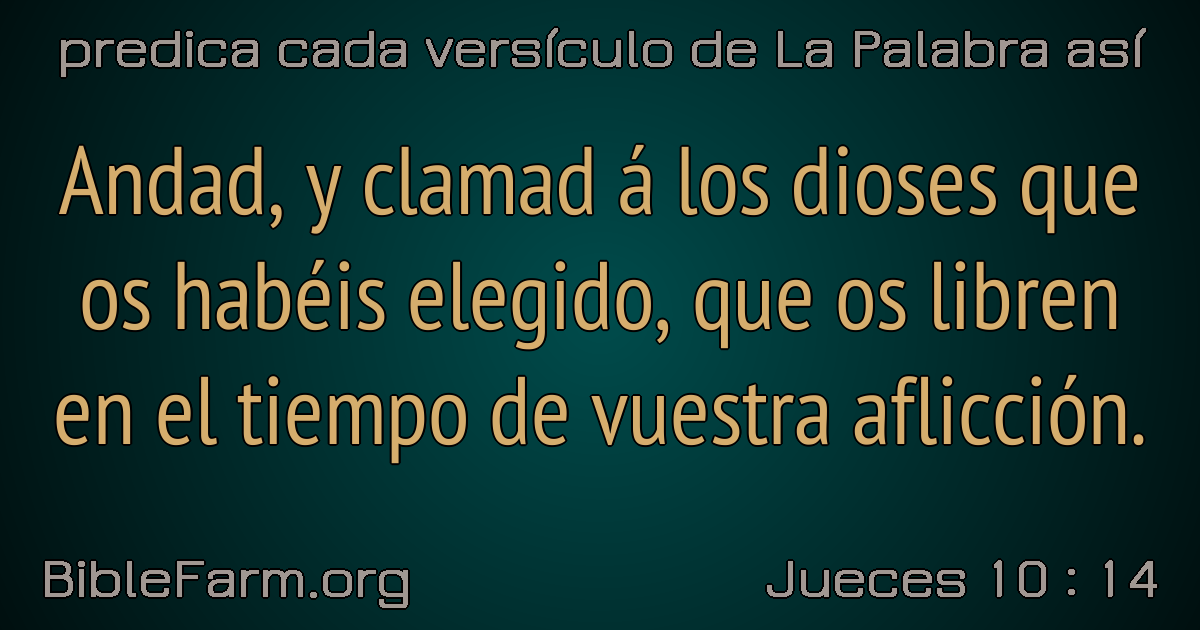 predica cada versículo de La Palabra así
Andad, y clamad á los dioses que
os habéis elegido, que os libren
en el tiempo de vuestra aflicción.
BibleFarm.org
Jueces 10 : 14